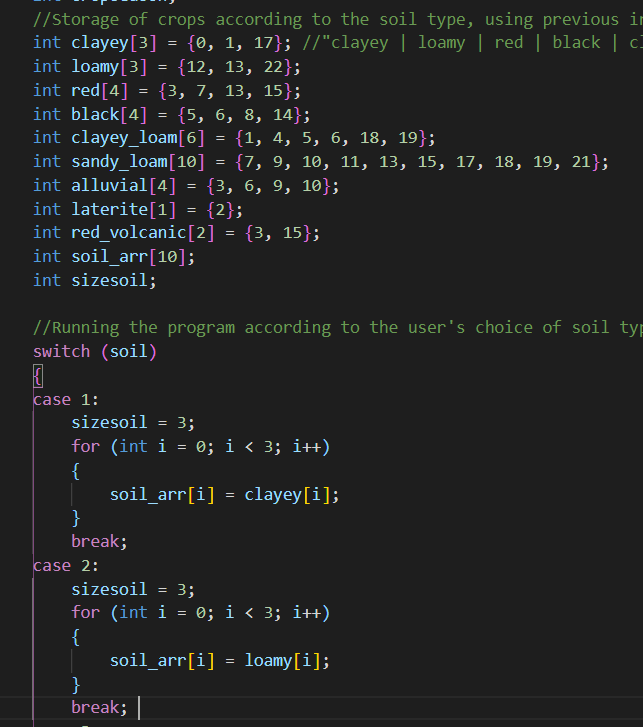 //Storage of crops according to the soil type, using previous
int clayey[3] = {0, 1, 17}; //"clayey | loamy | red | black |
int loamy[3] = {12, 13, 22};
int red[4] = {3, 7, 13, 15};
int black[4] = {5, 6, 8, 14};
int clayey_loam[6] = {1, 4, 5, 6, 18, 19};
int sandy_loam[10] = {7, 9, 10, 11, 13, 15, 17, 18, 19, 21};
int alluvial[4] = {3, 6, 9, 10};
int laterite[1] = {2};
int red_volcanic[2] = {3, 15};
int soil_arr[10];
int sizesoil;
//Running the program according to the user's choice of soil
switch (soil)
{
case 1:
sizesoil = 3;
for (int i = 0; i < 3; i++)
{
soil_arr[i] = clayey[i];
}
break;
case 2:
sizesoil = 3;
for (int i = 0; i < 3; i++)
{
soil_arr[i] = loamy[i];
}
break;